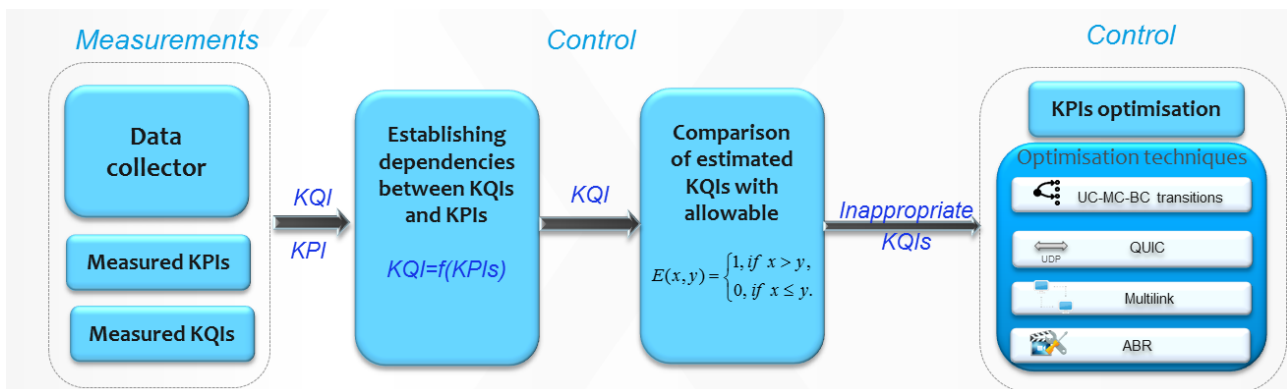 Measurements
Control
Control
Data
collector
Measured KPIs
Measured KQIs
KQI
KPI
Establishing
dependencies
between KQIs
and KPIs
KQI=f(KPIs)
KQI
Comparison
of estimated
KQIs with
allowable
E(x,y)={1, if x > y,
0, if x ≤ y.
Inappropriate
KQIs
KPIs optimisation
Optimisation techniques
UC-MC-BC transitions
UDP
QUIC
Multilink
ABR